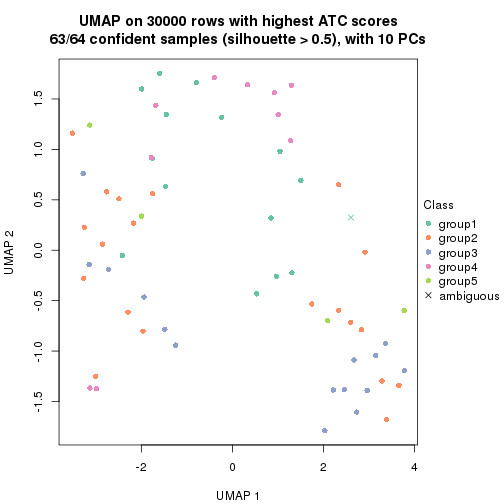 UMAP on 30000 rows with highest ATC scores
63/64 confident samples (silhouette > 0.5), with 10 PCs
UMAP 2
1.5
1.0
0.5
0.0
-0.5
-1.0
-1.5
-2
0
2
4
UMAP 1
Class
group1
group2
group3
group4
group5
ambiguous